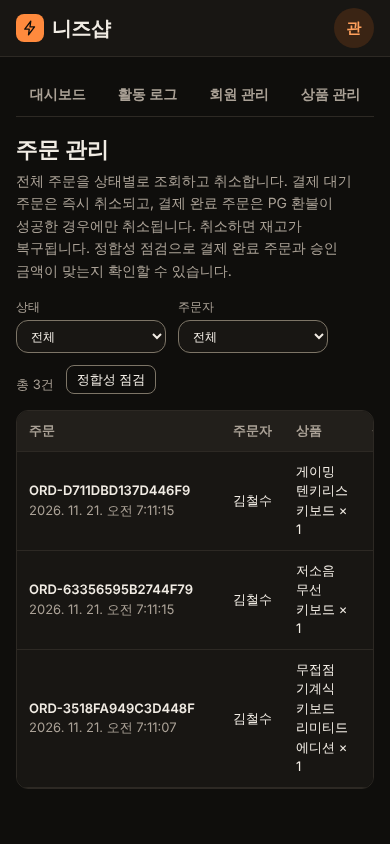 니즈샵
관
대시보드 활동 로그 회원 관리 상품 관리
주문 관리
전체 주문을 상태별로 조회하고 취소합니다. 결제 대기
주문은 즉시 취소되고, 결제 완료 주문은 PG 환불이
성공한 경우에만 취소됩니다. 취소하면 재고가
복구됩니다. 정합성 점검으로 결제 완료 주문과 승인
금액이 맞는지 확인할 수 있습니다.
상태 주문자
전체 전체
총 3건 정합성 점검
주문 주문자 상품
ORD-D711DBD137D446F9
2026. 11. 21. 오전 7:11:15
김철수
게이밍
텐키리스
키보드 ×
1
ORD-63356595B2744F79
2026. 11. 21. 오전 7:11:15
김철수
저소음
무선
키보드 ×
1
ORD-3518FA949C3D448F
2026. 11. 21. 오전 7:11:07
김철수
무접점
기계식
키보드
리미티드
에디션 ×
1